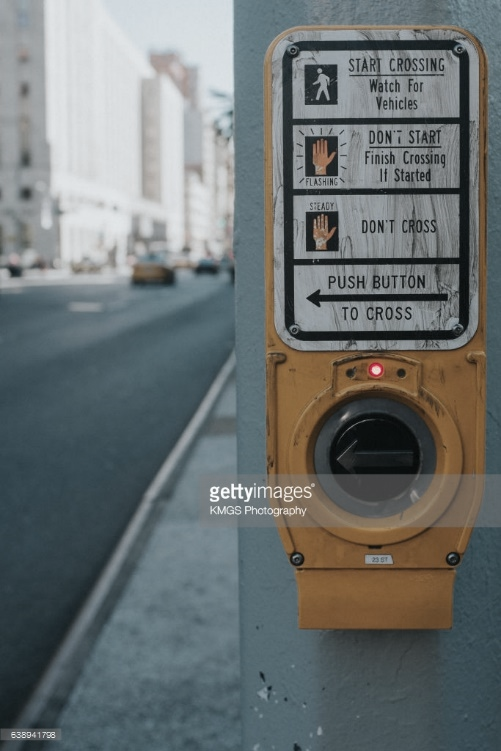 START CROSSING
Watch For
Vehicles
DON'T START
Finish Crossing
If Started
FLASHING
STEADY
DON'T CROSS
PUSH BUTTON
TO CROSS
gettyimages®
KMGS Photography
638941798